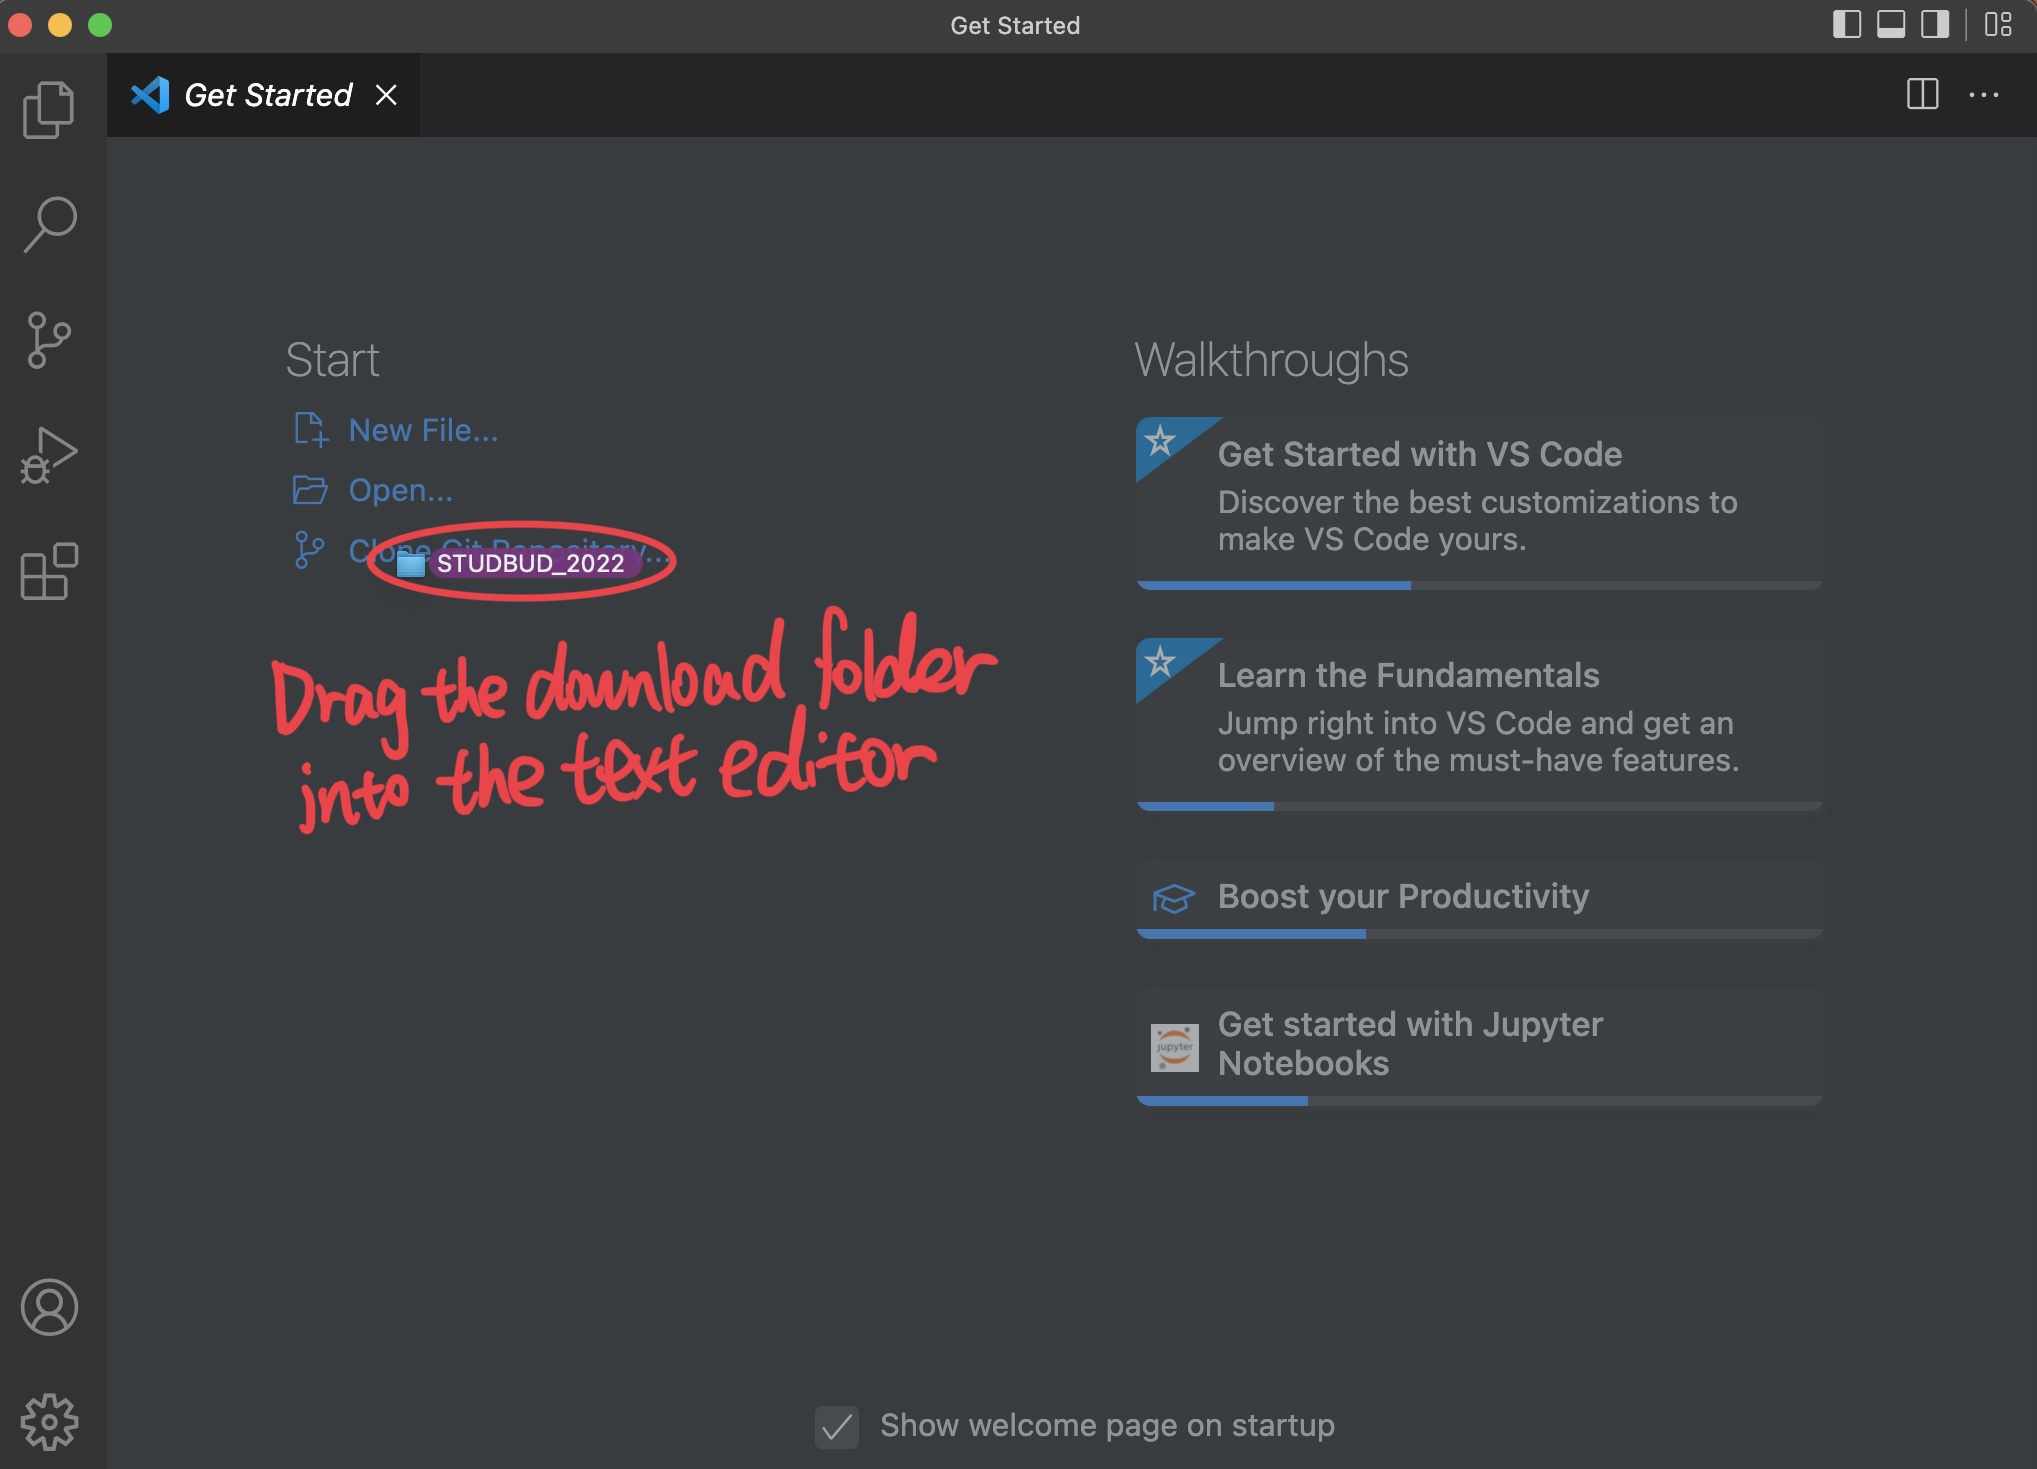 Get Started
Get Started
Start
New File...
Open...
Clone Git Repository...
STUDBUD_2022
Drag the download folder
into the text editor
Walkthroughs
Get Started with VS Code
Discover the best customizations to
make VS Code yours.
Learn the Fundamentals
Jump right into VS Code and get an
overview of the must-have features.
Boost your Productivity
jupyter
Get started with Jupyter
Notebooks
Show welcome page on startup